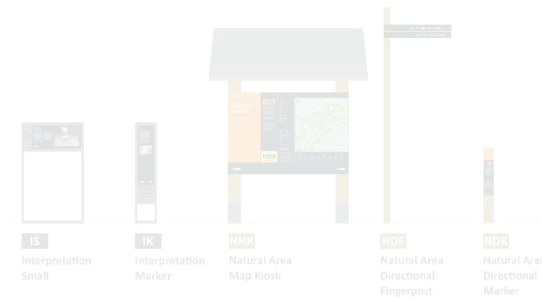 IS
Interpretation
Small
IK
Interpretation
Marker
NMK
Natural Area
Map Kiosk
NDF
Natural Area
Directional
Fingerpost
NDK
Natural Area
Directional
Marker